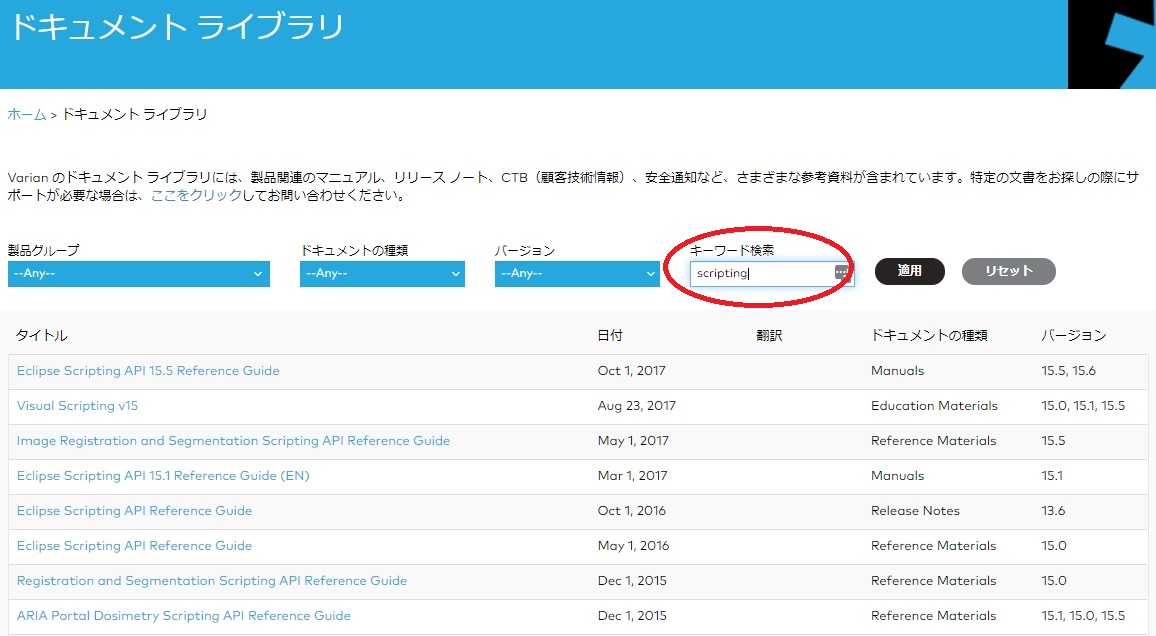 ドキュメント ライブラリ
ホーム > ドキュメント ライブラリ
Varian のドキュメント ライブラリには、製品関連のマニュアル、リリース ノート、CTB（顧客技術情報）、安全通知など、さまざまな参考資料が含まれています。特定の文書をお探しの際にサ
ポートが必要な場合は、ここをクリックしてお問い合わせください。
製品グループ ドキュメントの種類 バージョン キーワード検索
--Any-- --Any-- --Any-- scripting 適用 リセット
タイトル 日付 翻訳 ドキュメントの種類 バージョン
Eclipse Scripting API 15.5 Reference Guide Oct 1, 2017 Manuals 15.5, 15.6
Visual Scripting v15 Aug 23, 2017 Education Materials 15.0, 15.1, 15.5
Image Registration and Segmentation Scripting API Reference Guide May 1, 2017 Reference Materials 15.5
Eclipse Scripting API 15.1 Reference Guide (EN) Mar 1, 2017 Manuals 15.1
Eclipse Scripting API Reference Guide Oct 1, 2016 Release Notes 13.6
Eclipse Scripting API Reference Guide May 1, 2016 Reference Materials 15.0
Registration and Segmentation Scripting API Reference Guide Dec 1, 2015 Reference Materials 15.0
ARIA Portal Dosimetry Scripting API Reference Guide Dec 1, 2015 Reference Materials 15.1, 15.0, 15.5